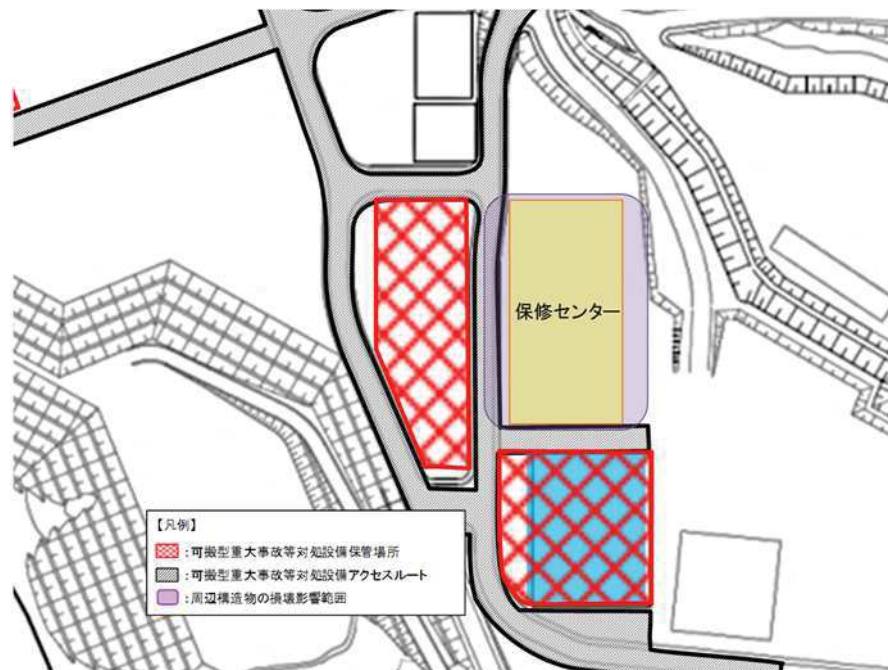 保修センター
【凡例】
:可搬型重大事故等対処設備保管場所
:可搬型重大事故等対処設備アクセスルート
:周辺構造物の損壊影響範囲